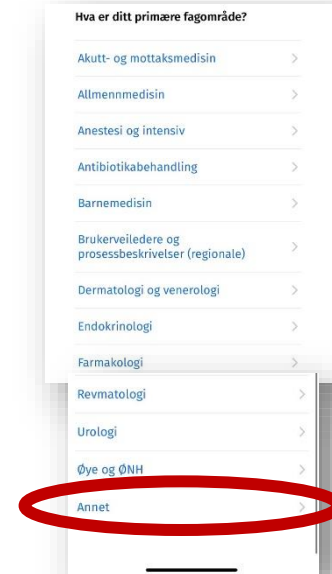 Hva er ditt primære fagområde?
Akutt- og mottaksmedisin
Allmennmedisin
Anestesi og intensiv
Antibiotikabehandling
Barnemedisin
Brukerveiledere og
prosessbeskrivelser (regionale)
Dermatologi og venerologi
Endokrinologi
Farmakologi
Revmatologi
Urologi
Øye og ØNH
Annet